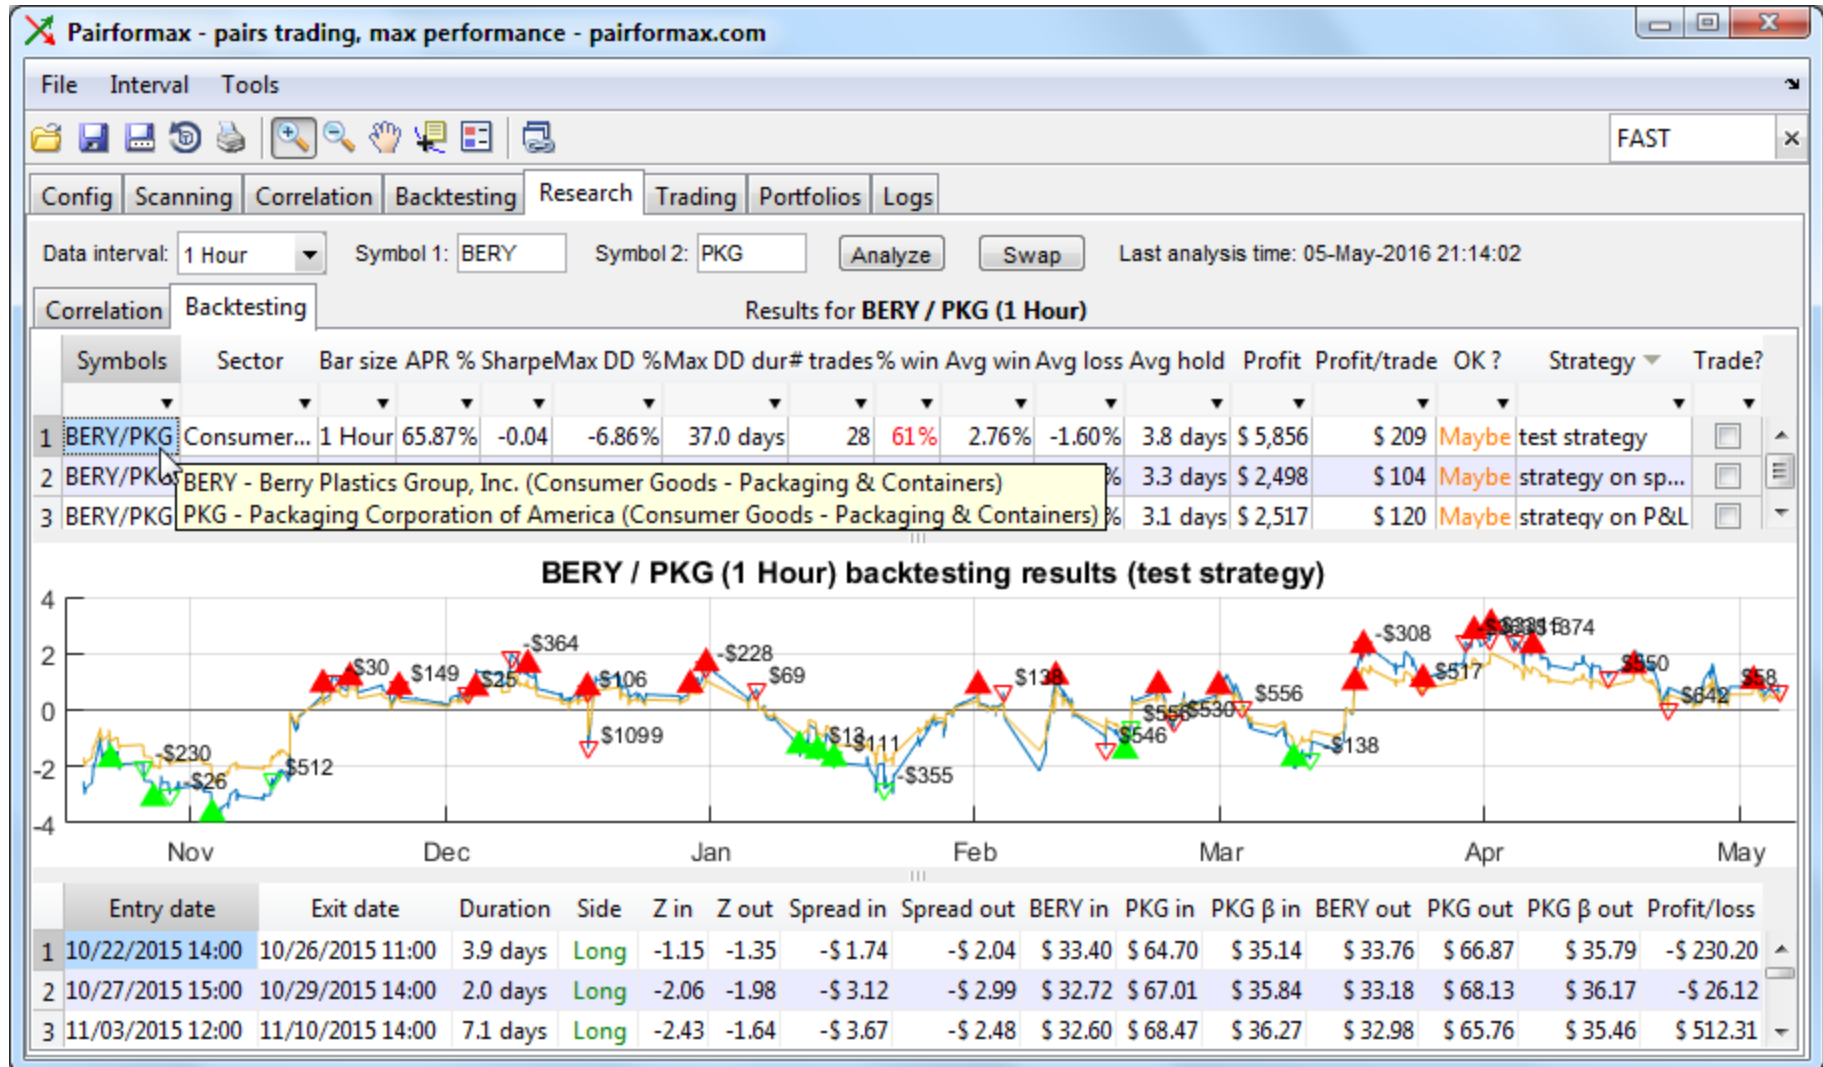 Pairformax - pairs trading, max performance - pairformax.com
File Interval Tools
FAST
Config Scanning Correlation Backtesting Research Trading Portfolios Logs
Data interval: 1 Hour Symbol 1: BERY Symbol 2: PKG Analyze Swap Last analysis time: 05-May-2016 21:14:02
Correlation Backtesting Results for BERY / PKG (1 Hour)
Symbols Sector Bar size APR % Sharpe Max DD % Max DD dur # trades % win Avg win Avg loss Avg hold Profit Profit/trade OK ? Strategy Trade?
1 BERY/PKG Consumer... 1 Hour 65.87% -0.04 -6.86% 37.0 days 28 61% 2.76% -1.60% 3.8 days $ 5,856 $ 209 Maybe test strategy
2 BERY/PKG % 3.3 days $ 2,498 $ 104 Maybe strategy on sp...
BERY - Berry Plastics Group, Inc. (Consumer Goods - Packaging & Containers)
3 BERY/PKG % 3.1 days $ 2,517 $ 120 Maybe strategy on P&L
PKG - Packaging Corporation of America (Consumer Goods - Packaging & Containers)
BERY / PKG (1 Hour) backtesting results (test strategy)
4
2
0
-2
-4
-$230
-$26
$512
$30
$149
$25
-$364
$106
$1099
-$228
$69
$13
$111
-$355
$138
$546
$530
$556
-$138
-$308
$517
$1374
$550
$642
$58
Nov Dec Jan Feb Mar Apr May
Entry date Exit date Duration Side Z in Z out Spread in Spread out BERY in PKG in PKG β in BERY out PKG out PKG β out Profit/loss
1 10/22/2015 14:00 10/26/2015 11:00 3.9 days Long -1.15 -1.35 -$ 1.74 -$ 2.04 $ 33.40 $ 64.70 $ 35.14 $ 33.76 $ 66.87 $ 35.79 -$ 230.20
2 10/27/2015 15:00 10/29/2015 14:00 2.0 days Long -2.06 -1.98 -$ 3.12 -$ 2.99 $ 32.72 $ 67.01 $ 35.84 $ 33.18 $ 68.13 $ 36.17 -$ 26.12
3 11/03/2015 12:00 11/10/2015 14:00 7.1 days Long -2.43 -1.64 -$ 3.67 -$ 2.48 $ 32.60 $ 68.47 $ 36.27 $ 32.98 $ 65.76 $ 35.46 $ 512.31